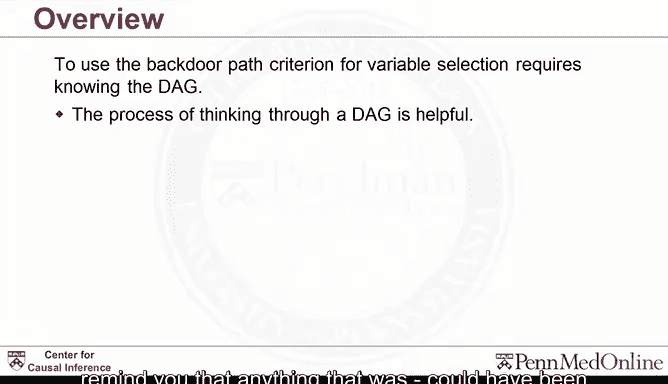 Overview
To use the backdoor path criterion for variable selection requires
knowing the DAG.
The process of thinking through a DAG is helpful.
Center for
Causal Inference
PennMedOnline
remind you that anything that was - could have been